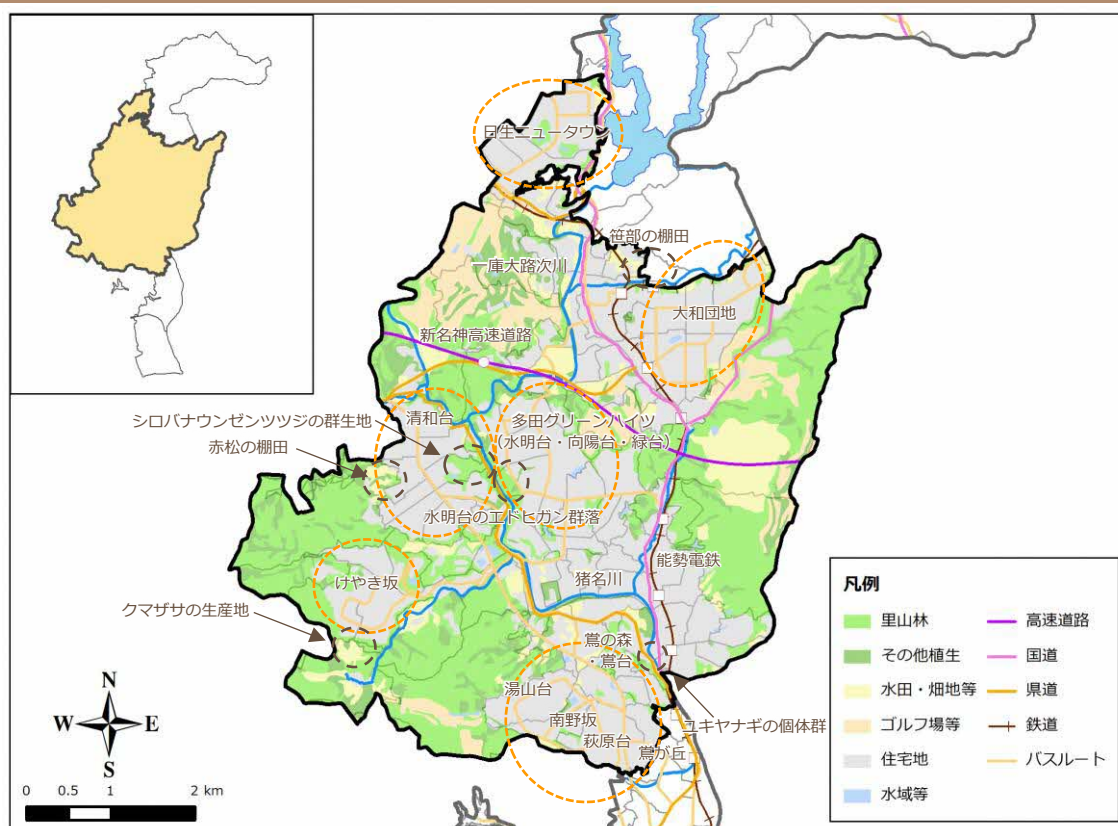 日生ニュータウン
笹部の棚田
一庫大路次川
大和団地
新名神高速道路
シロバナウンゼンツツジの群生地
清和台
多田グリーンハイツ
（水明台・向陽台・緑台）
赤松の棚田
水明台のエドヒガン群落
能勢電鉄
けやき坂
猪名川
クマザサの生産地
鴬の森
・鴬台
湯山台
南野坂
ユキヤナギの個体群
萩原台
鴬が丘
N
W E
S
0 0.5 1 2 km
凡例
里山林 高速道路
その他植生 国道
水田・畑地等 県道
ゴルフ場等 鉄道
住宅地 バスルート
水域等